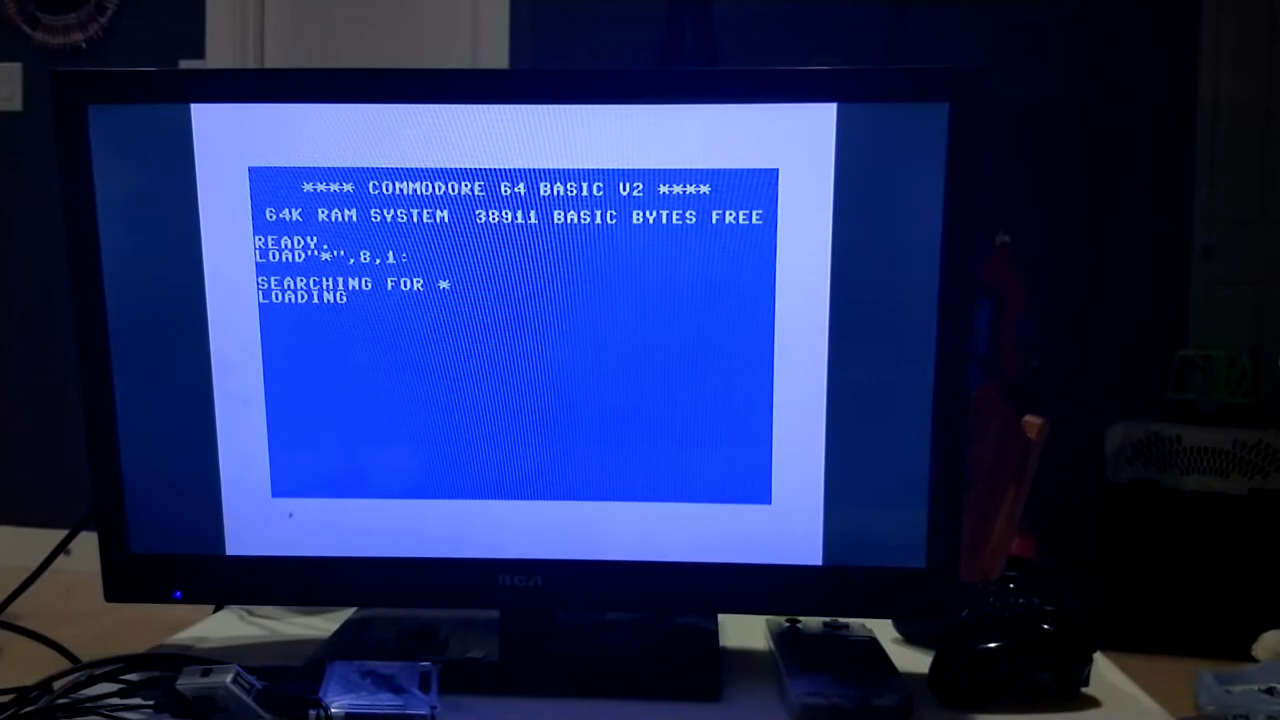 **** COMMODORE 64 BASIC V2 ****
64K RAM SYSTEM 38911 BASIC BYTES FREE
READY.
LOAD"*",8,1:
SEARCHING FOR *
LOADING
RCA